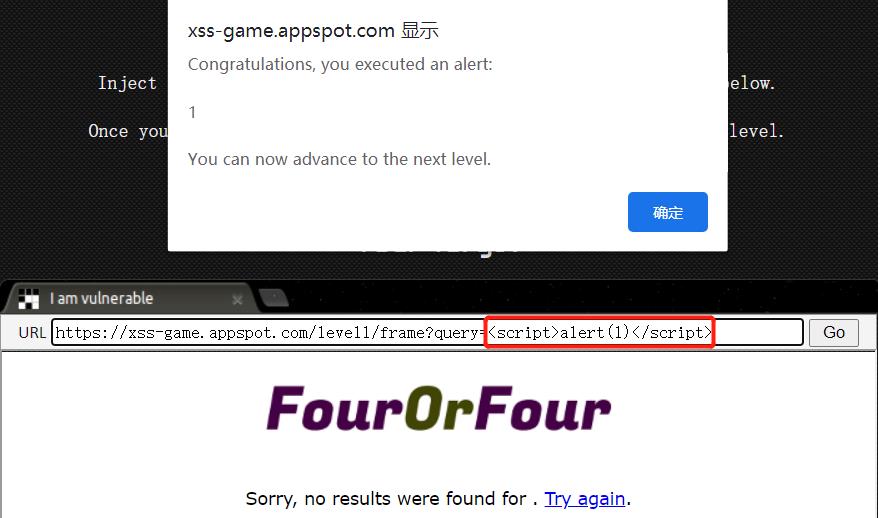 xss-game.appspot.com 显示
Congratulations, you executed an alert:
Inject
elow.
1
Once you
level.
You can now advance to the next level.
确定
I am vulnerable
URL https://xss-game.appspot.com/level1/frame?query=<script>alert(1)</script> Go
FourOrFour
Sorry, no results were found for . Try again.